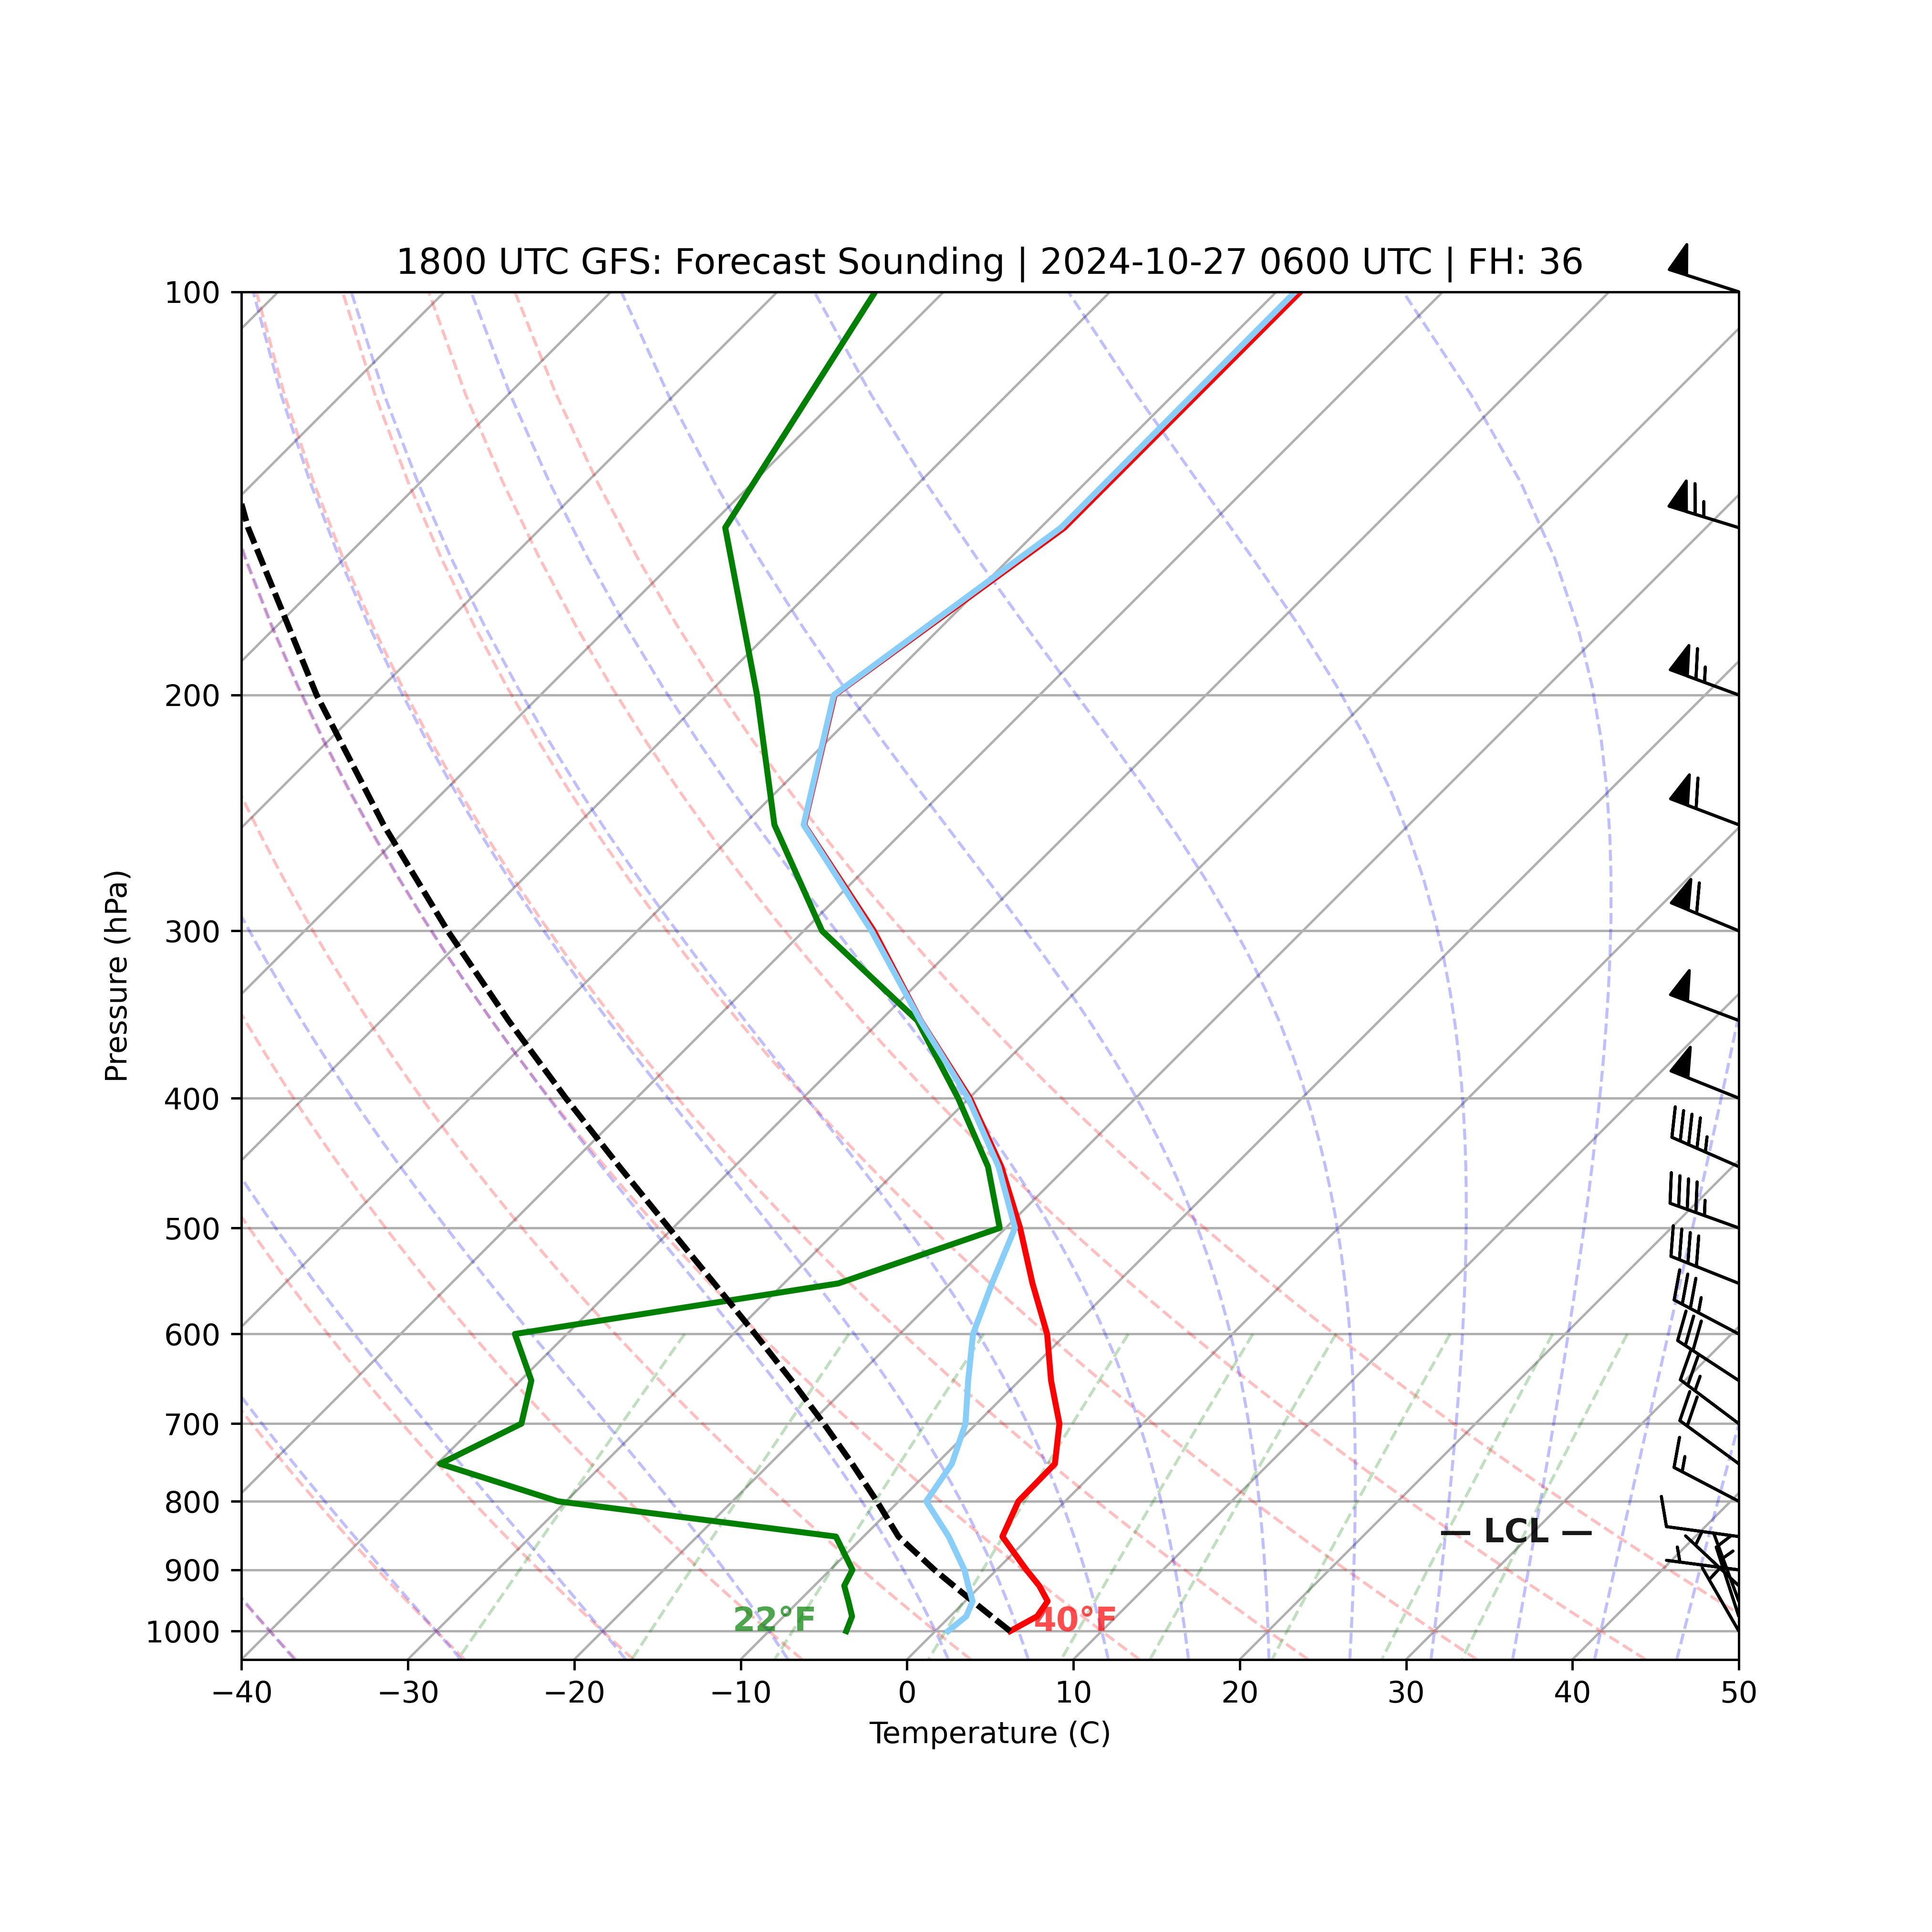 1800 UTC GFS: Forecast Sounding | 2024-10-27 0600 UTC | FH: 36
100
200
300
400
500
600
700
800
900
1000
Pressure (hPa)
— LCL —
22°F
40°F
−40 −30 −20 −10 0 10 20 30 40 50
Temperature (C)